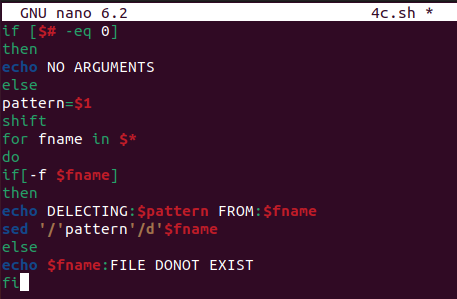 GNU nano 6.2 4c.sh *
if [$# -eq 0]
then
echo NO ARGUMENTS
else
pattern=$1
shift
for fname in $*
do
if[-f $fname]
then
echo DELECTING:$pattern FROM:$fname
sed '/'pattern'/d'$fname
else
echo $fname:FILE DONOT EXIST
fi